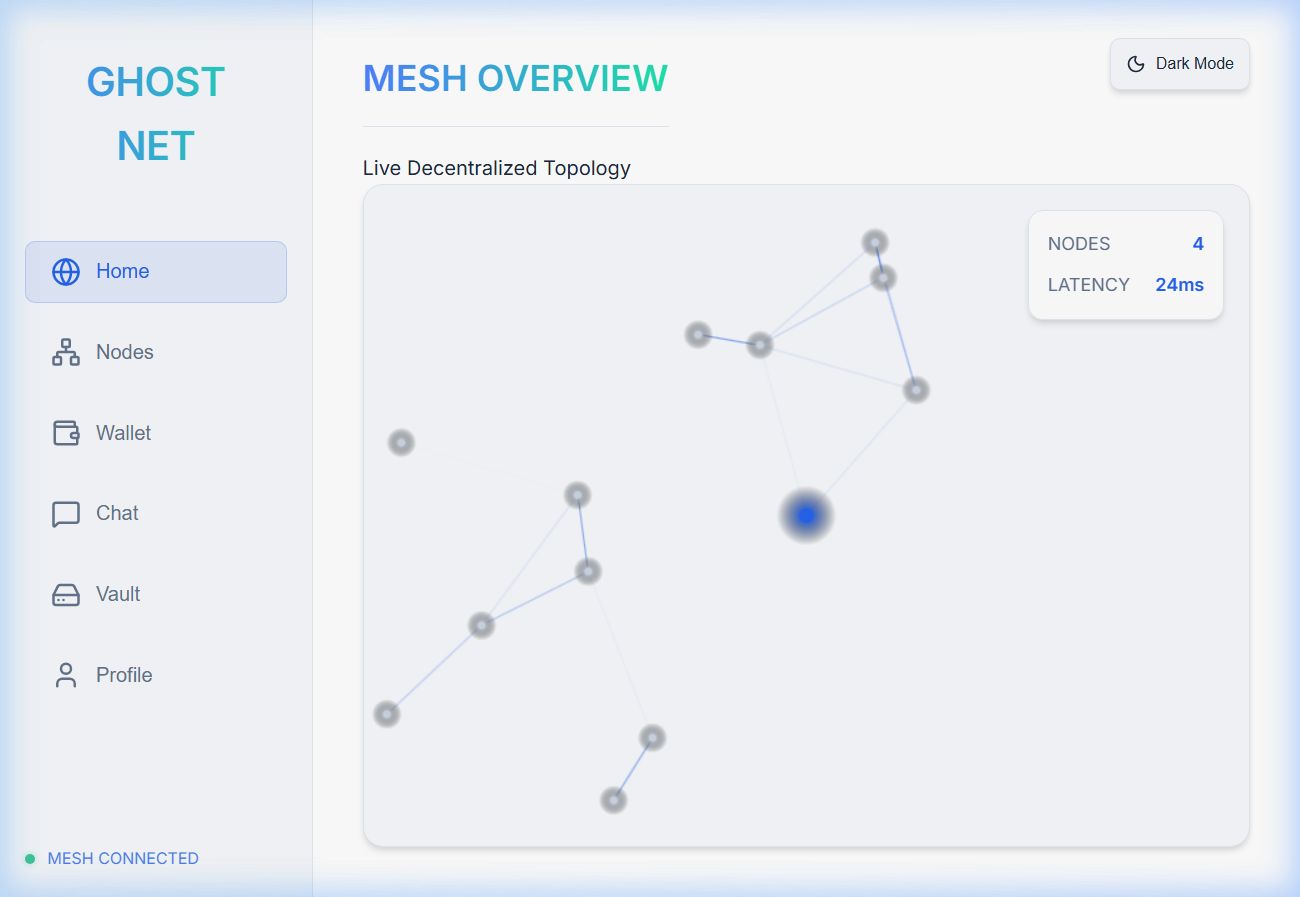 GHOST
NET
Home
Nodes
Wallet
Chat
Vault
Profile
MESH CONNECTED
MESH OVERVIEW
Dark Mode
Live Decentralized Topology
NODES 4
LATENCY 24ms